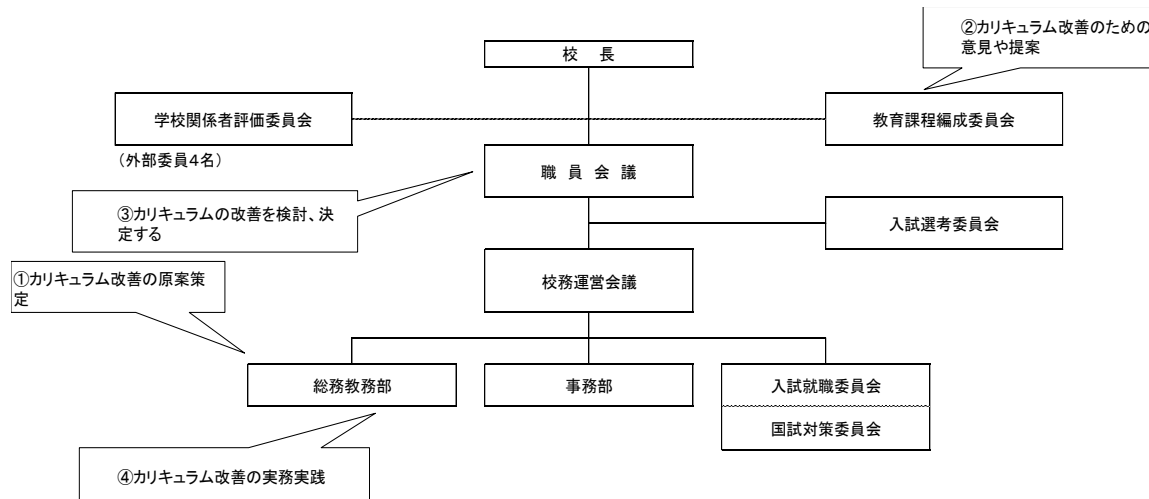 ②カリキュラム改善のための
意見や提案
校　長
学校関係者評価委員会
教育課程編成委員会
（外部委員4名）
職　員　会　議
③カリキュラムの改善を検討、決
定する
入試選考委員会
校務運営会議
①カリキュラム改善の原案策
定
総務教務部
事務部
入試就職委員会
国試対策委員会
④カリキュラム改善の実務実践